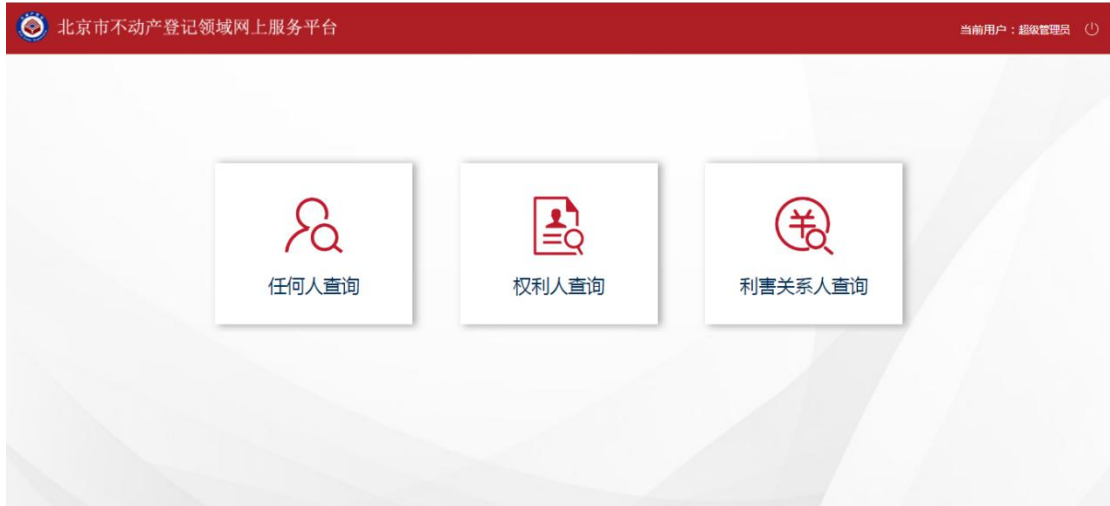 北京市不动产登记领域网上服务平台
当前用户：超级管理员
任何人查询
权利人查询
利害关系人查询